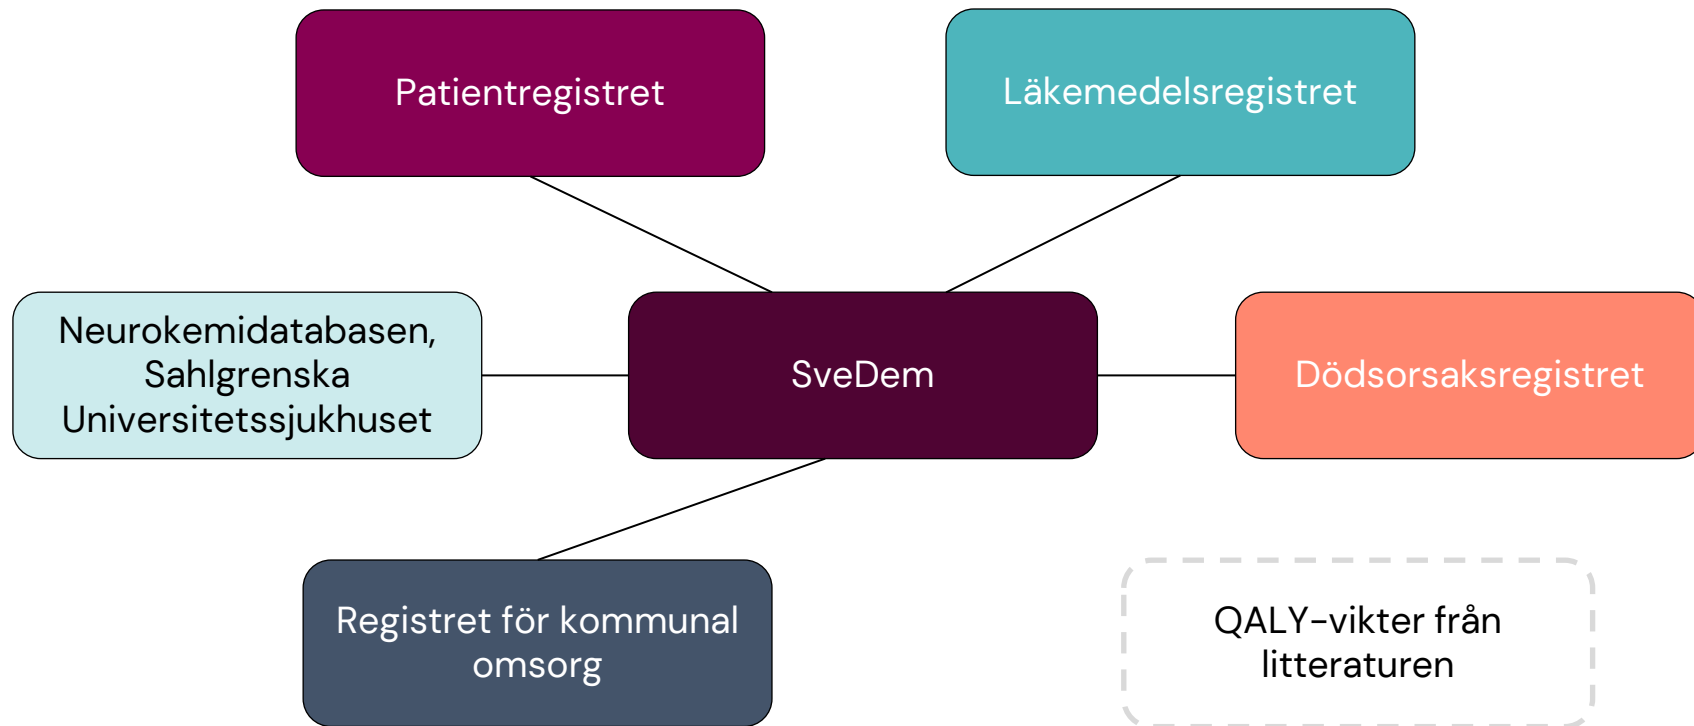 Patientregistret
Läkemedelsregistret
Neurokemidatabasen,
Sahlgrenska
Universitetssjukhuset
SveDem
Dödsorsaksregistret
Registret för kommunal
omsorg
QALY-vikter från
litteraturen